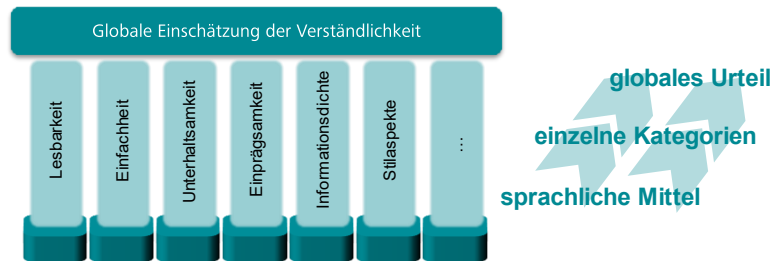 Globale Einschätzung der Verständlichkeit
Lesbarkeit
Einfachheit
Unterhaltsamkeit
Einprägsamkeit
Informationsdichte
Stilaspekte
...
globales Urteil
einzelne Kategorien
sprachliche Mittel